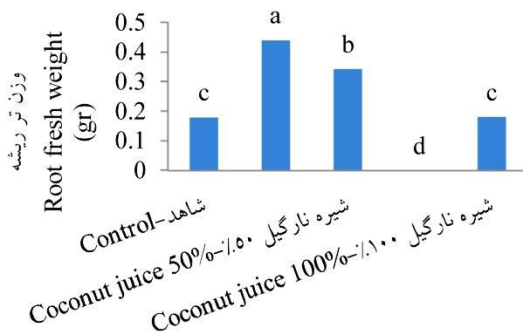 وزن تر ریشه
Root fresh weight
(gr)
0.5
0.4
0.3
0.2
0.1
0
c
a
b
d
c
Control-شاهد
Coconut juice 50%-شیره نارگیل ۵۰٪
Coconut juice 100%-شیره نارگیل ۱۰۰٪